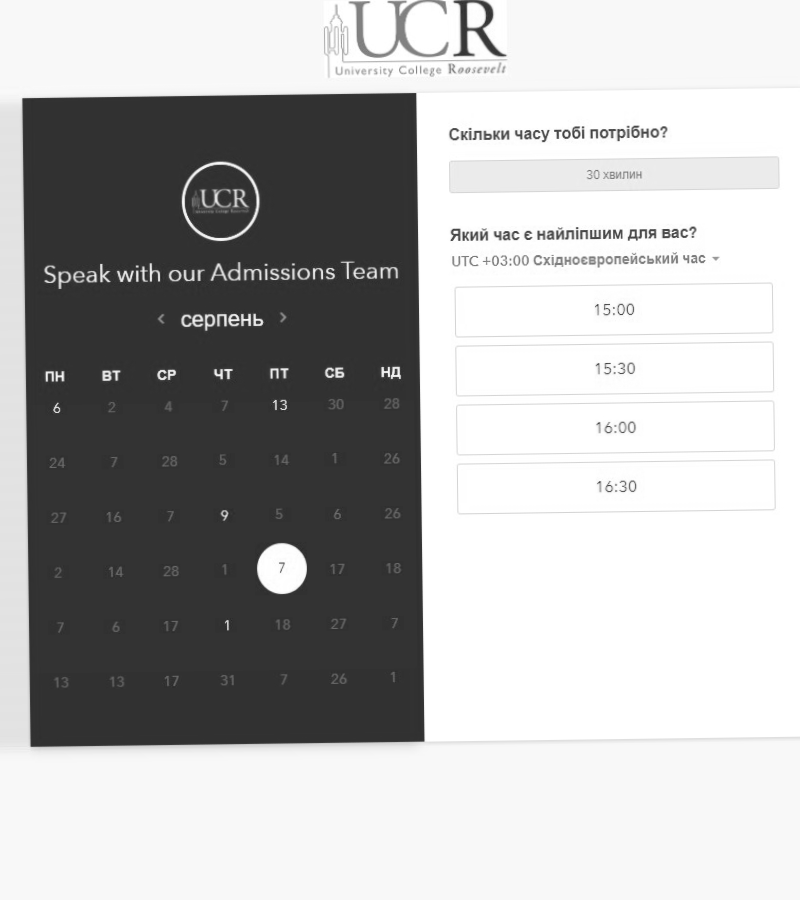 UCR
University College Roosevelt
UCR
Speak with our Admissions Team
серпень
ПН ВТ СР ЧТ ПТ СБ НД
6 2 4 7 13 30 28
24 7 28 5 14 1 26
27 16 7 9 5 6 26
2 14 28 1 7 17 18
7 6 17 1 18 27 7
13 13 17 31 7 26 1
Скільки часу тобі потрібно?
30 хвилин
Який час є найліпшим для вас?
UTC +03:00 Східноєвропейський час
15:00
15:30
16:00
16:30